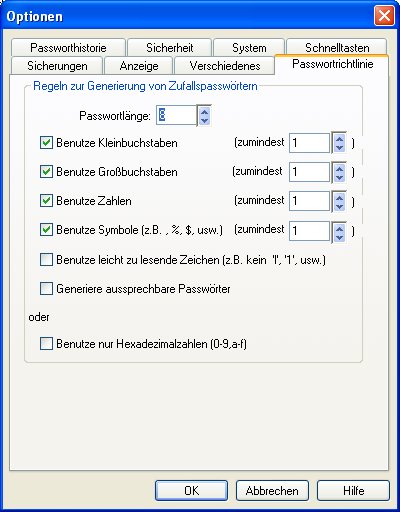 Optionen
Passworthistorie Sicherheit System Schnelltasten
Sicherungen Anzeige Verschiedenes Passwortrichtlinie
Regeln zur Generierung von Zufallspasswörtern
Passwortlänge: 8
Benutze Kleinbuchstaben (zumindest 1 )
Benutze Großbuchstaben (zumindest 1 )
Benutze Zahlen (zumindest 1 )
Benutze Symbole (z.B. , %, $, usw.) (zumindest 1 )
Benutze leicht zu lesende Zeichen (z.B. kein 'l', '1', usw.)
Generiere aussprechbare Passwörter
oder
Benutze nur Hexadezimalzahlen (0-9,a-f)
OK Abbrechen Hilfe